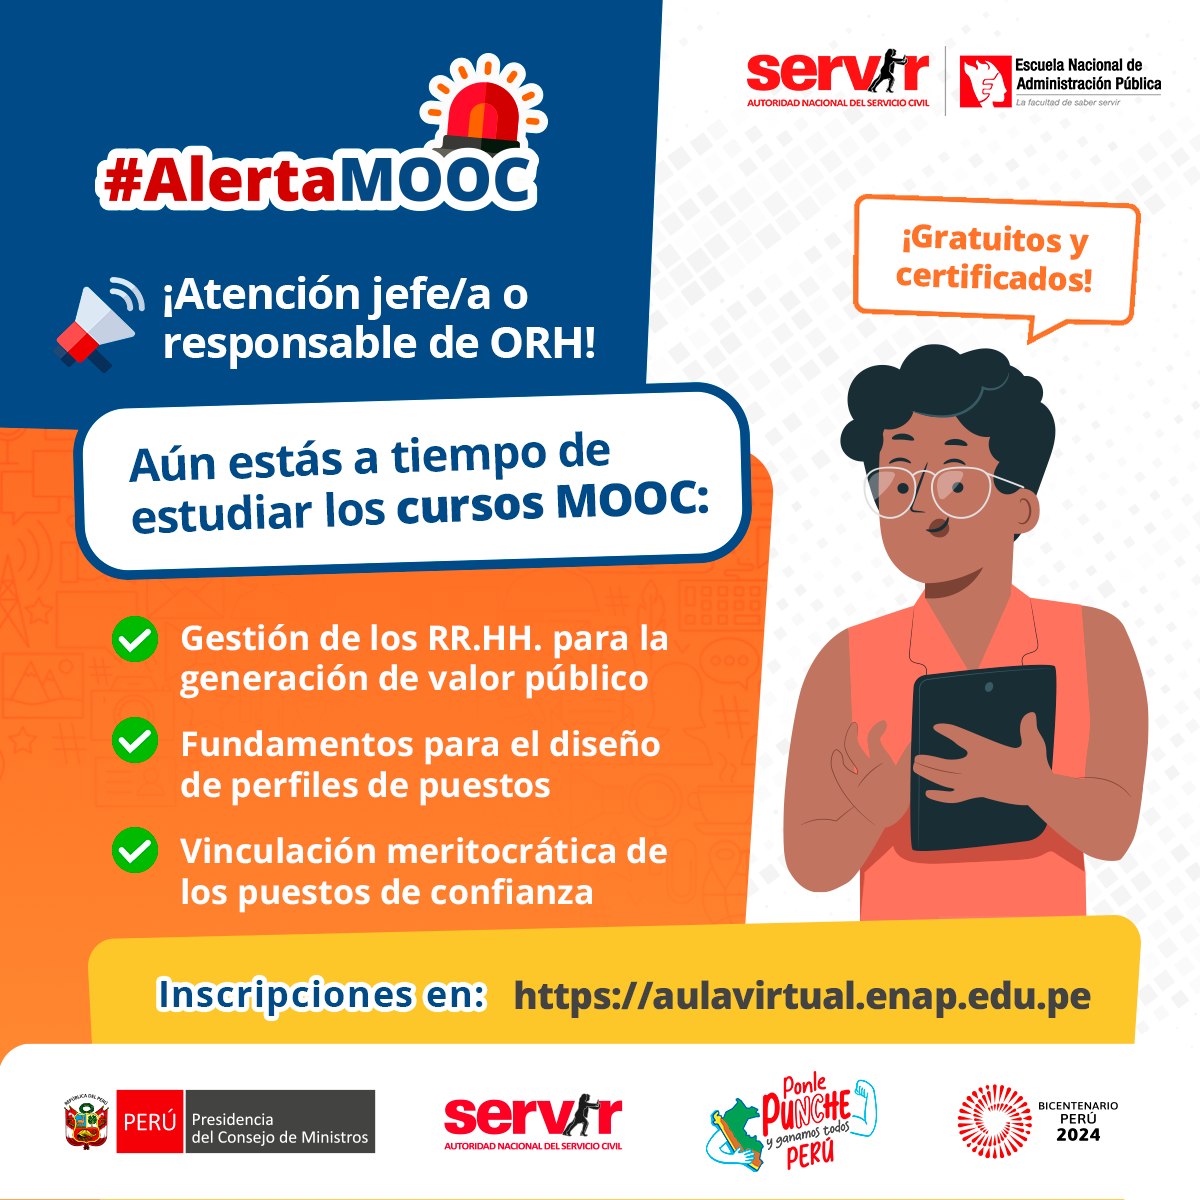 servir
AUTORIDAD NACIONAL DEL SERVICIO CIVIL
Escuela Nacional de
Administración Pública
La facultad de saber servir
#AlertaMOOC
¡Gratuitos y
certificados!
¡Atención jefe/a o
responsable de ORH!
Aún estás a tiempo de
estudiar los cursos MOOC:
Gestión de los RR.HH. para la
generación de valor público
Fundamentos para el diseño
de perfiles de puestos
Vinculación meritocrática de
los puestos de confianza
Inscripciones en: https://aulavirtual.enap.edu.pe
REPÚBLICA DEL PERÚ
PERÚ
Presidencia
del Consejo de Ministros
servir
AUTORIDAD NACIONAL DEL SERVICIO CIVIL
Ponle
PUNCHE
y ganamos todos
PERÚ
BICENTENARIO
PERÚ
2024